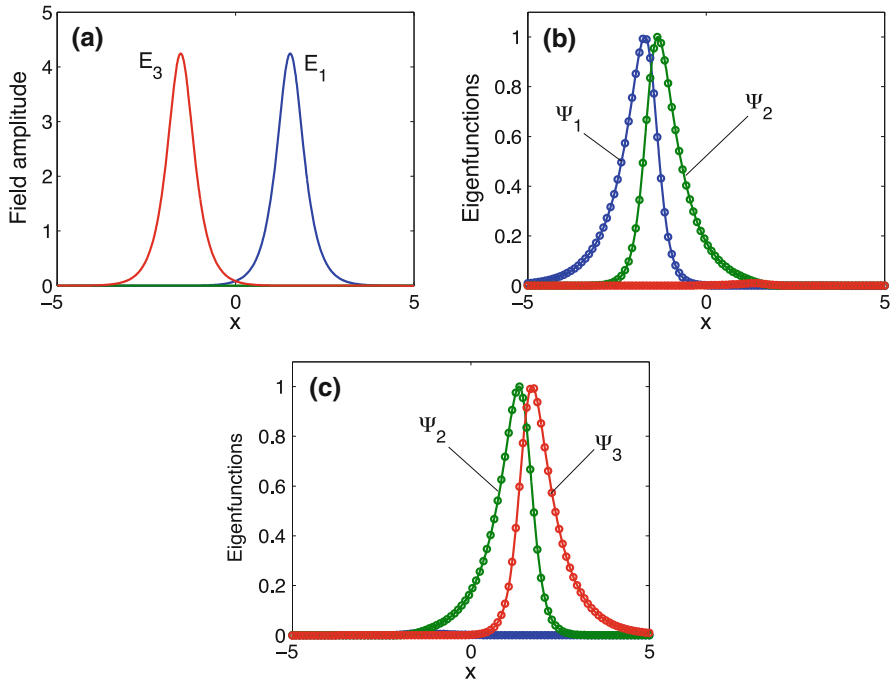 (a)
Field amplitude
5
4
3
2
1
0
E3
E1
−5
0
5
x
(b)
Eigenfunctions
1
0.8
0.6
0.4
0.2
0
Ψ1
Ψ2
−5
0
5
x
(c)
Eigenfunctions
1
0.8
0.6
0.4
0.2
0
Ψ2
Ψ3
−5
0
5
x